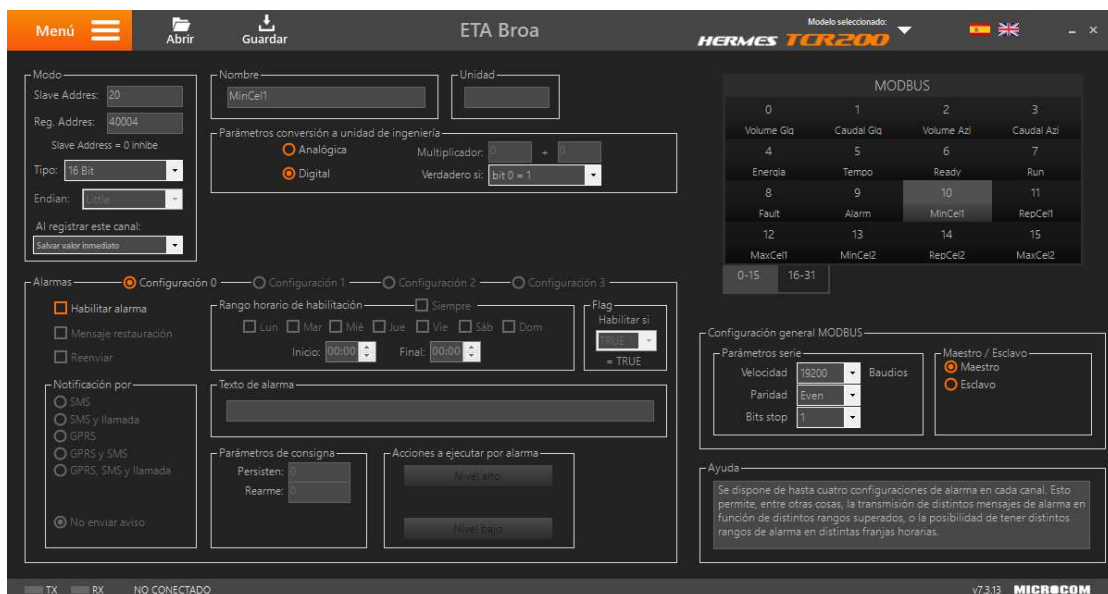 Menú
Abrir
Guardar
ETA Broa
Modelo seleccionado:
HERMES TCR200
Modo
Slave Addres: 20
Reg. Addres: 40004
Slave Address = 0 inhibe
Tipo: 16 Bit
Endian: Little
Al registrar este canal:
Salvar valor inmediato
Nombre
MinCel1
Unidad
Parámetros conversión a unidad de ingeniería
Analógica
Multiplicador: 0 + 0
Digital
Verdadero si: bit 0 = 1
MODBUS
0 1 2 3
Volume Glq Caudal Glq Volume Azi Caudal Azi
4 5 6 7
Energia Tempo Ready Run
8 9 10 11
Fault Alarm MinCel1 RepCel1
12 13 14 15
MaxCel1 MinCel2 RepCel2 MaxCel2
0-15 16-31
Alarmas Configuración 0 Configuración 1 Configuración 2 Configuración 3
Habilitar alarma
Mensaje restauración
Reenviar
Rango horario de habilitación Siempre
Lun Mar Mié Jue Vie Sáb Dom
Inicio: 00:00 Final: 00:00
Flag
Habilitar si
TRUE
= TRUE
Notificación por
SMS
SMS y llamada
GPRS
GPRS y SMS
GPRS, SMS y llamada
No enviar aviso
Texto de alarma
Parámetros de consigna
Persisten: 0
Rearme: 0
Acciones a ejecutar por alarma
Nivel alto
Nivel bajo
Configuración general MODBUS
Parámetros serie
Velocidad 19200 Baudios
Paridad Even
Bits stop 1
Maestro / Esclavo
Maestro
Esclavo
Ayuda
Se dispone de hasta cuatro configuraciones de alarma en cada canal. Esto
permite, entre otras cosas, la transmisión de distintos mensajes de alarma en
función de distintos rangos superados, o la posibilidad de tener distintos
rangos de alarma en distintas franjas horarias.
TX RX NO CONECTADO
v7.3.13 MICROCOM